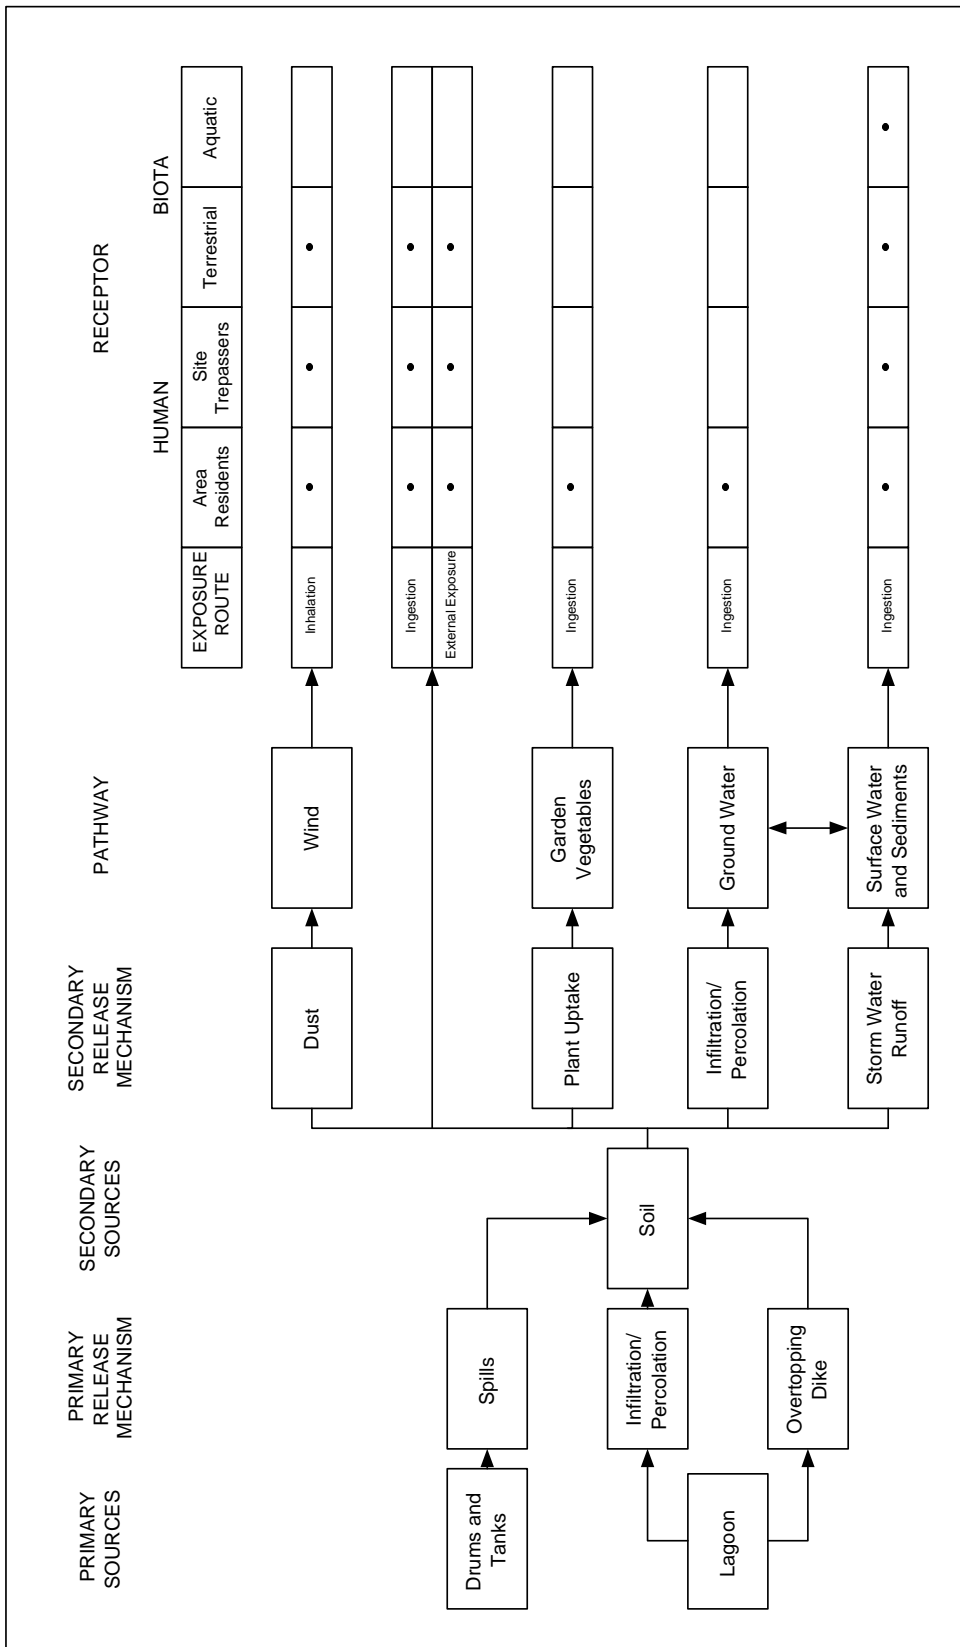 PRIMARY
SOURCES
PRIMARY
RELEASE
MECHANISM
SECONDARY
SOURCES
SECONDARY
RELEASE
MECHANISM
PATHWAY
RECEPTOR
HUMAN
BIOTA
EXPOSURE
ROUTE
Area
Residents
Site
Trepassers
Terrestrial
Aquatic
Drums and
Tanks
Lagoon
Spills
Infiltration/
Percolation
Overtopping
Dike
Soil
Dust
Plant Uptake
Infiltration/
Percolation
Storm Water
Runoff
Wind
Garden
Vegetables
Ground Water
Surface Water
and Sediments
Inhalation
Ingestion
External Exposure
Ingestion
Ingestion
Ingestion